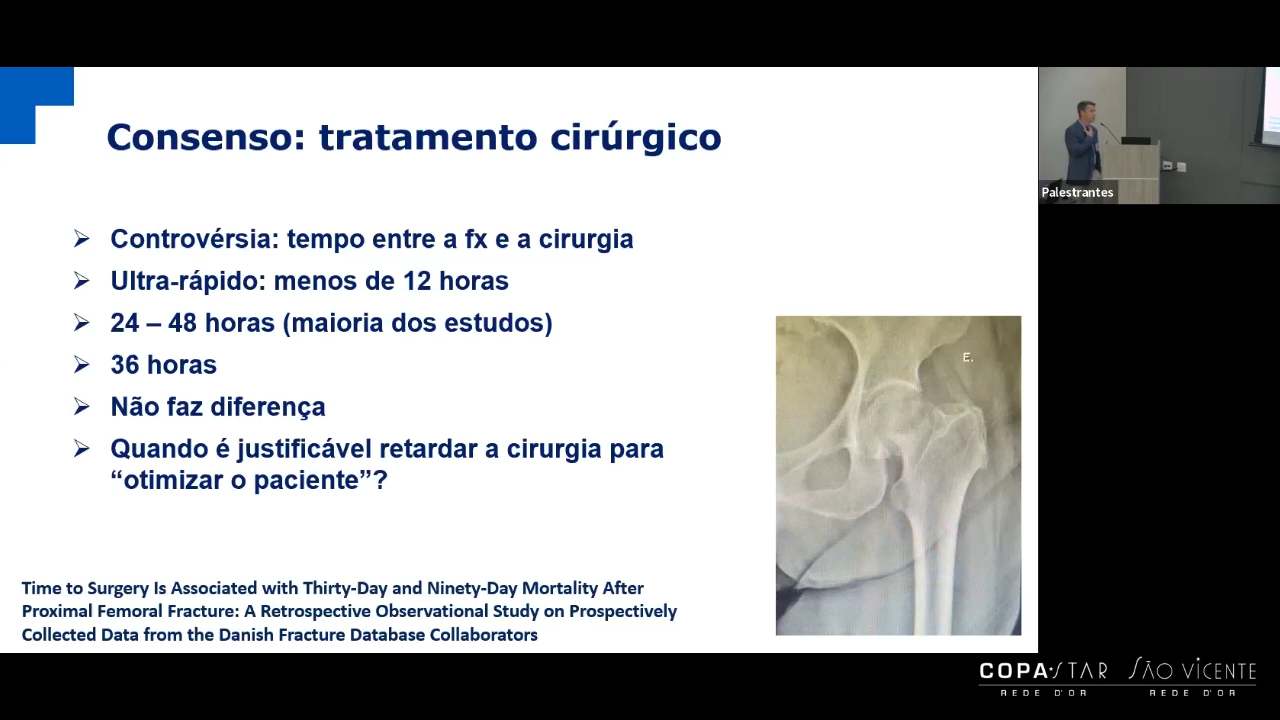 Consenso: tratamento cirúrgico
Controvérsia: tempo entre a fx e a cirurgia
Ultra-rápido: menos de 12 horas
24 – 48 horas (maioria dos estudos)
36 horas
Não faz diferença
Quando é justificável retardar a cirurgia para
“otimizar o paciente”?
E.
Time to Surgery Is Associated with Thirty-Day and Ninety-Day Mortality After
Proximal Femoral Fracture: A Retrospective Observational Study on Prospectively
Collected Data from the Danish Fracture Database Collaborators
Palestrantes
COPA STAR
REDE D'OR
SÃO VICENTE
REDE D'OR